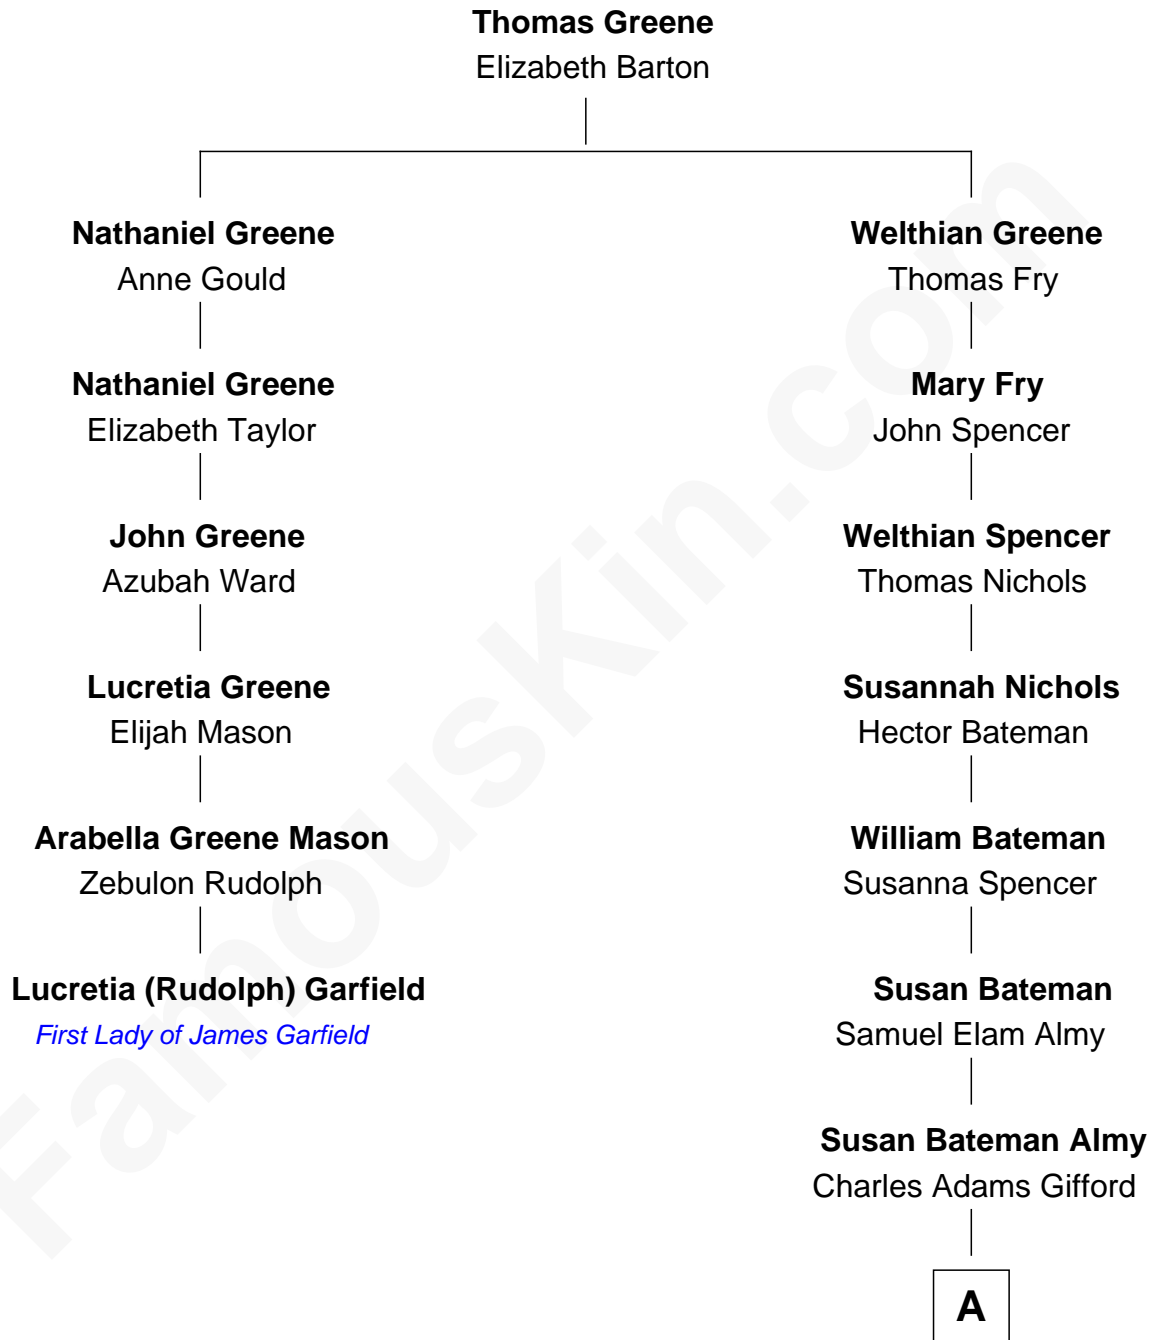 Thomas Greene
Elizabeth Barton
Nathaniel Greene
Anne Gould
Nathaniel Greene
Elizabeth Taylor
John Greene
Azubah Ward
Lucretia Greene
Elijah Mason
Arabella Greene Mason
Zebulon Rudolph
Lucretia (Rudolph) Garfield
First Lady of James Garfield
Welthian Greene
Thomas Fry
Mary Fry
John Spencer
Welthian Spencer
Thomas Nichols
Susannah Nichols
Hector Bateman
William Bateman
Susanna Spencer
Susan Bateman
Samuel Elam Almy
Susan Bateman Almy
Charles Adams Gifford
A
FamousKin.com